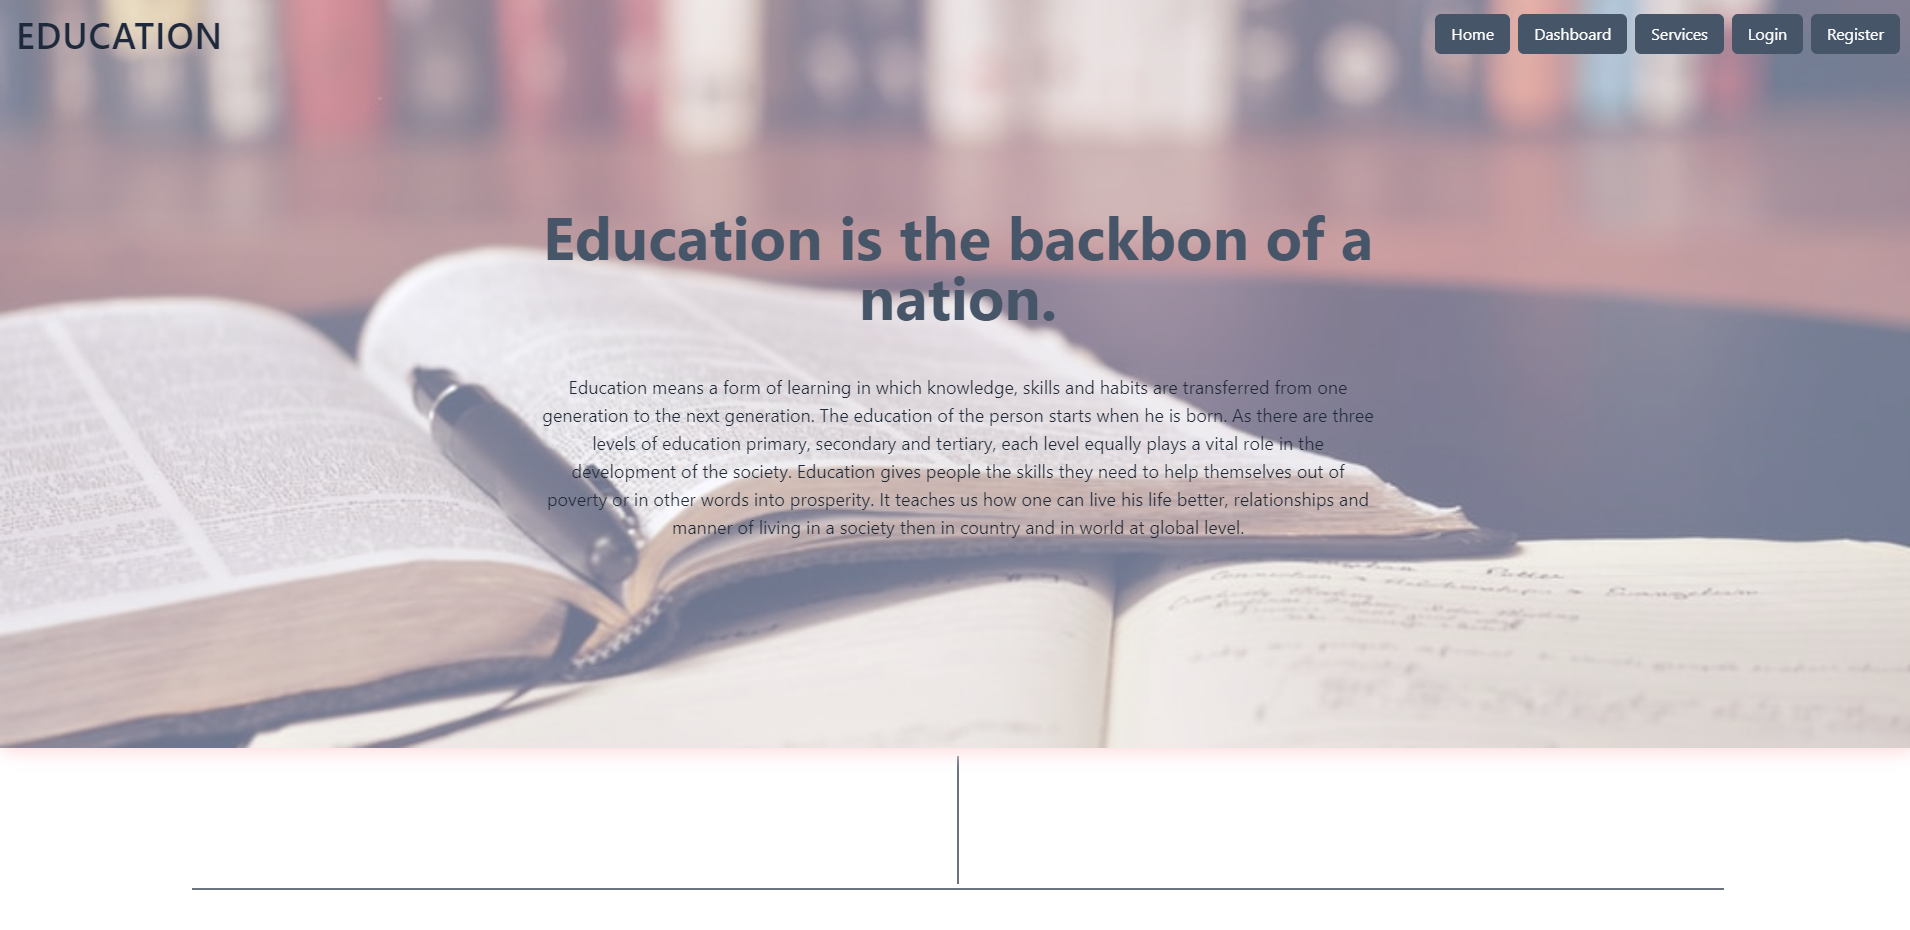 EDUCATION
Home
Dashboard
Services
Login
Register
Education is the backbon of a
nation.
Education means a form of learning in which knowledge, skills and habits are transferred from one
generation to the next generation. The education of the person starts when he is born. As there are three
levels of education primary, secondary and tertiary, each level equally plays a vital role in the
development of the society. Education gives people the skills they need to help themselves out of
poverty or in other words into prosperity. It teaches us how one can live his life better, relationships and
manner of living in a society then in country and in world at global level.